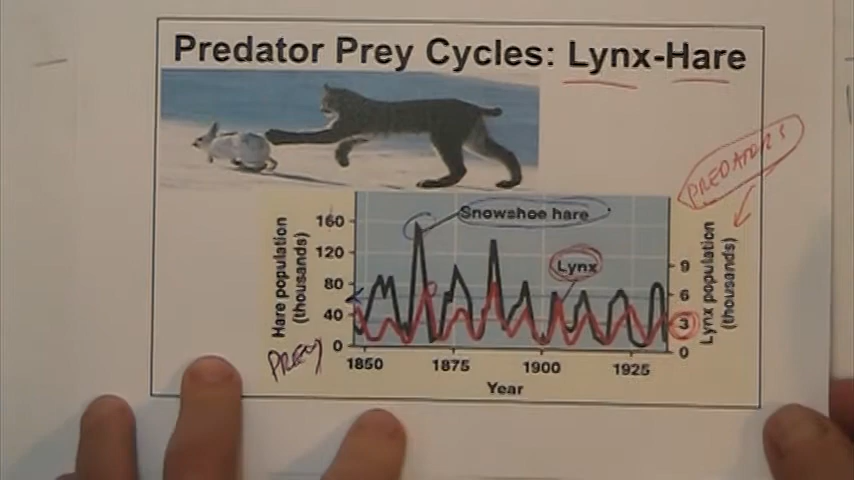 Predator Prey Cycles: Lynx-Hare
PREDATORS
Snowshoe hare
Lynx
Hare population
(thousands)
160
120
80
40
0
9
6
3
0
Lynx population
(thousands)
PREY
1850
1875
1900
1925
Year